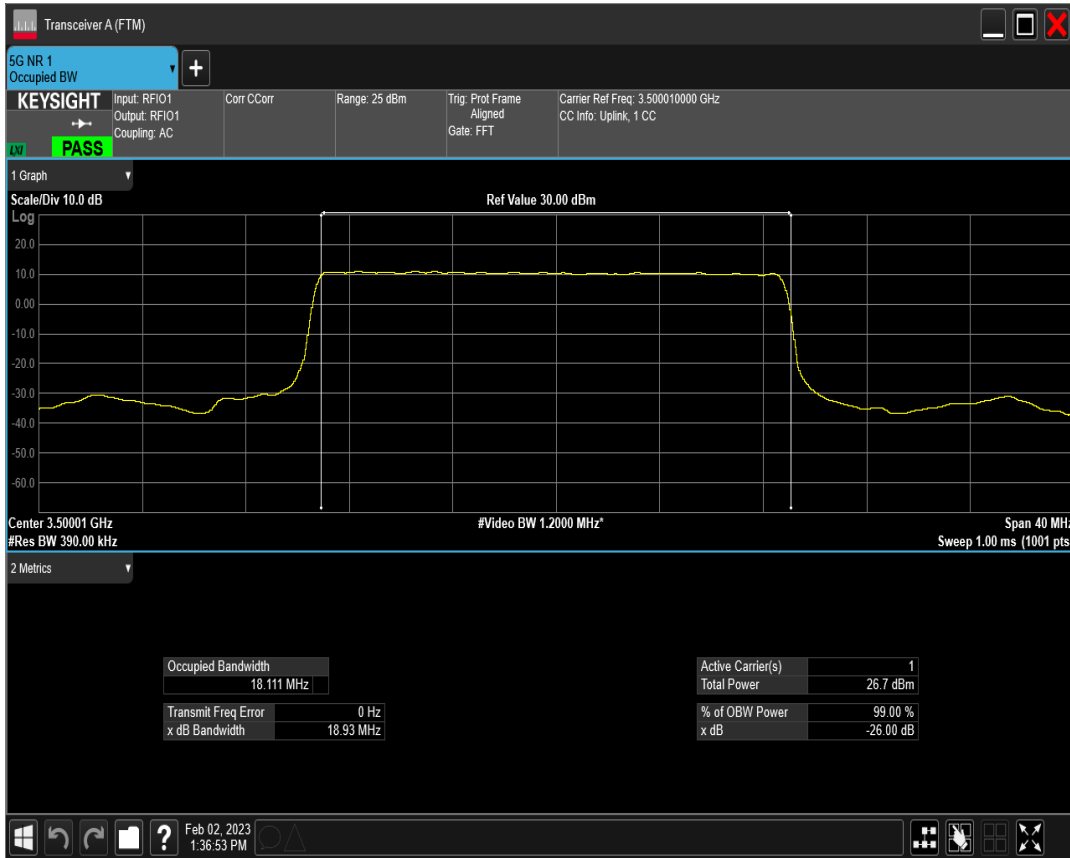 Transceiver A (FTM)
5G NR 1
Occupied BW
+
KEYSIGHT
LXI
PASS
Input: RFIO1
Output: RFIO1
Coupling: AC
Corr CCorr
Range: 25 dBm
Trig: Prot Frame
Aligned
Gate: FFT
Carrier Ref Freq: 3.500010000 GHz
CC Info: Uplink, 1 CC
1 Graph
Scale/Div 10.0 dB
Ref Value 30.00 dBm
Log
20.0
10.0
0.00
-10.0
-20.0
-30.0
-40.0
-50.0
-60.0
Center 3.50001 GHz
#Video BW 1.2000 MHz*
Span 40 MHz
#Res BW 390.00 kHz
Sweep 1.00 ms (1001 pts
2 Metrics
Occupied Bandwidth
18.111 MHz
Transmit Freq Error 0 Hz
x dB Bandwidth 18.93 MHz
Active Carrier(s) 1
Total Power 26.7 dBm
% of OBW Power 99.00 %
x dB -26.00 dB
?
Feb 02, 2023
1:36:53 PM